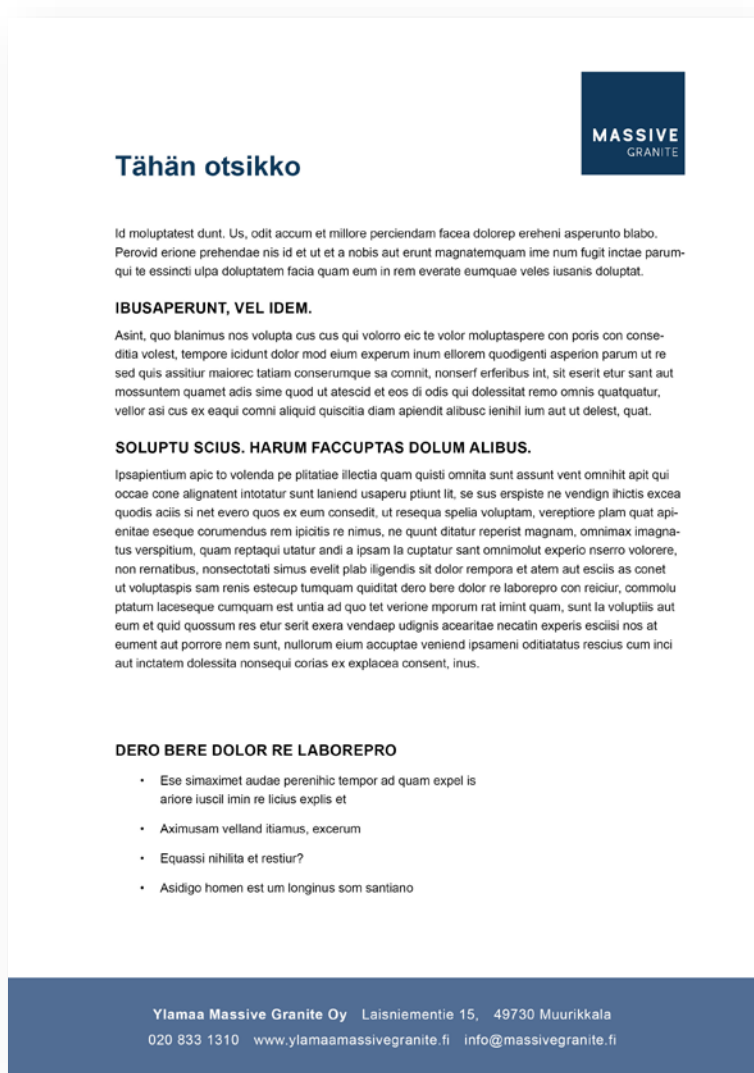 MASSIVE
GRANITE
Tähän otsikko
Id moluptatest dunt. Us, odit accum et millore perciendam facea dolorep ereheni asperunto blabo.
Perovid erione prehendae nis id et ut et a nobis aut erunt magnatemquam ime num fugit inctae parum-
qui te essincti ulpa doluptatem facia quam eum in rem everate eumquae veles iusanis doluptat.
IBUSAPERUNT, VEL IDEM.
Asint, quo blanimus nos volupta cus cus qui volorro eic te volor moluptaspere con poris con conse-
ditia volest, tempore icidunt dolor mod eium experum inum ellorem quodigenti asperion parum ut re
sed quis assitiur maiorec tatiam conserumque sa comnit, nonserf erferibus int, sit eserit etur sant aut
mossuntem quamet adis sime quod ut atescid et eos di odis qui dolessitat remo omnis quatquatur,
vellor asi cus ex eaqui comni aliquid quiscitia diam apiendit alibusc ienihil ium aut ut delest, quat.
SOLUPTU SCIUS. HARUM FACCUPTAS DOLUM ALIBUS.
Ipsapientium apic to volenda pe plitatiae illectia quam quisti omnita sunt assunt vent omnihit apit qui
occae cone alignatent intotatur sunt laniend usaperu ptiunt lit, se sus erspiste ne vendign ihictis excea
quodis aciis si net evero quos ex eum consedit, ut resequa spelia voluptam, vereptiore plam quat api-
enitae eseque corumendus rem ipicitis re nimus, ne quunt ditatur reperist magnam, omnimax imagna-
tus verspitium, quam reptaqui utatur andi a ipsam la cuptatur sant omnimolut experio nserro volorere,
non rernatibus, nonsectotati simus evelit plab iligendis sit dolor rempora et atem aut esciis as conet
ut voluptaspis sam renis estecup tumquam quiditat dero bere dolor re laborepro con reiciur, commolu
ptatum laceseque cumquam est untia ad quo tet verione mporum rat imint quam, sunt la voluptiis aut
eum et quid quossum res etur serit exera vendaep udignis acearitae necatin experis esciisi nos at
eument aut porrore nem sunt, nullorum eium accuptae veniend ipsameni oditiatatus rescius cum inci
aut inctatem dolessita nonsequi corias ex explacea consent, inus.
DERO BERE DOLOR RE LABOREPRO
• Ese simaximet audae perenihic tempor ad quam expel is
ariore iuscil imin re licius explis et
• Aximusam velland itiamus, excerum
• Equassi nihilita et restiur?
• Asidigo homen est um longinus som santiano
Ylamaa Massive Granite Oy Laisniementie 15, 49730 Muurikkala
020 833 1310 www.ylamaamassivegranite.fi info@massivegranite.fi